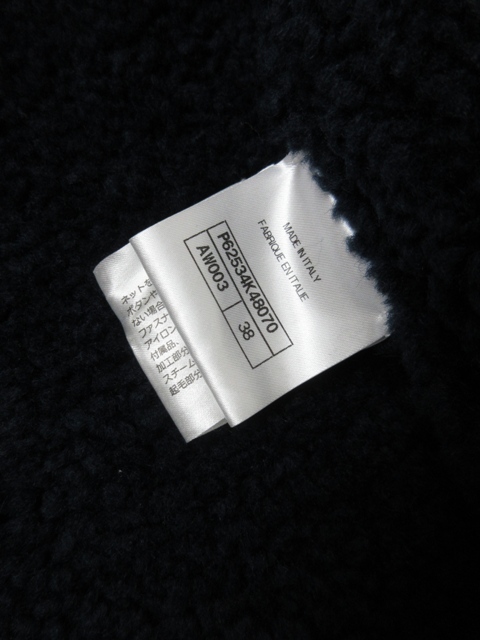 MADE IN ITALY
FABRIQUE EN ITALIE
P62534K48070
AW003 38
ネット
ボタンや
ない場合
ファスナ
アイロン
付属品、
加工部分
スチーム
起毛部分